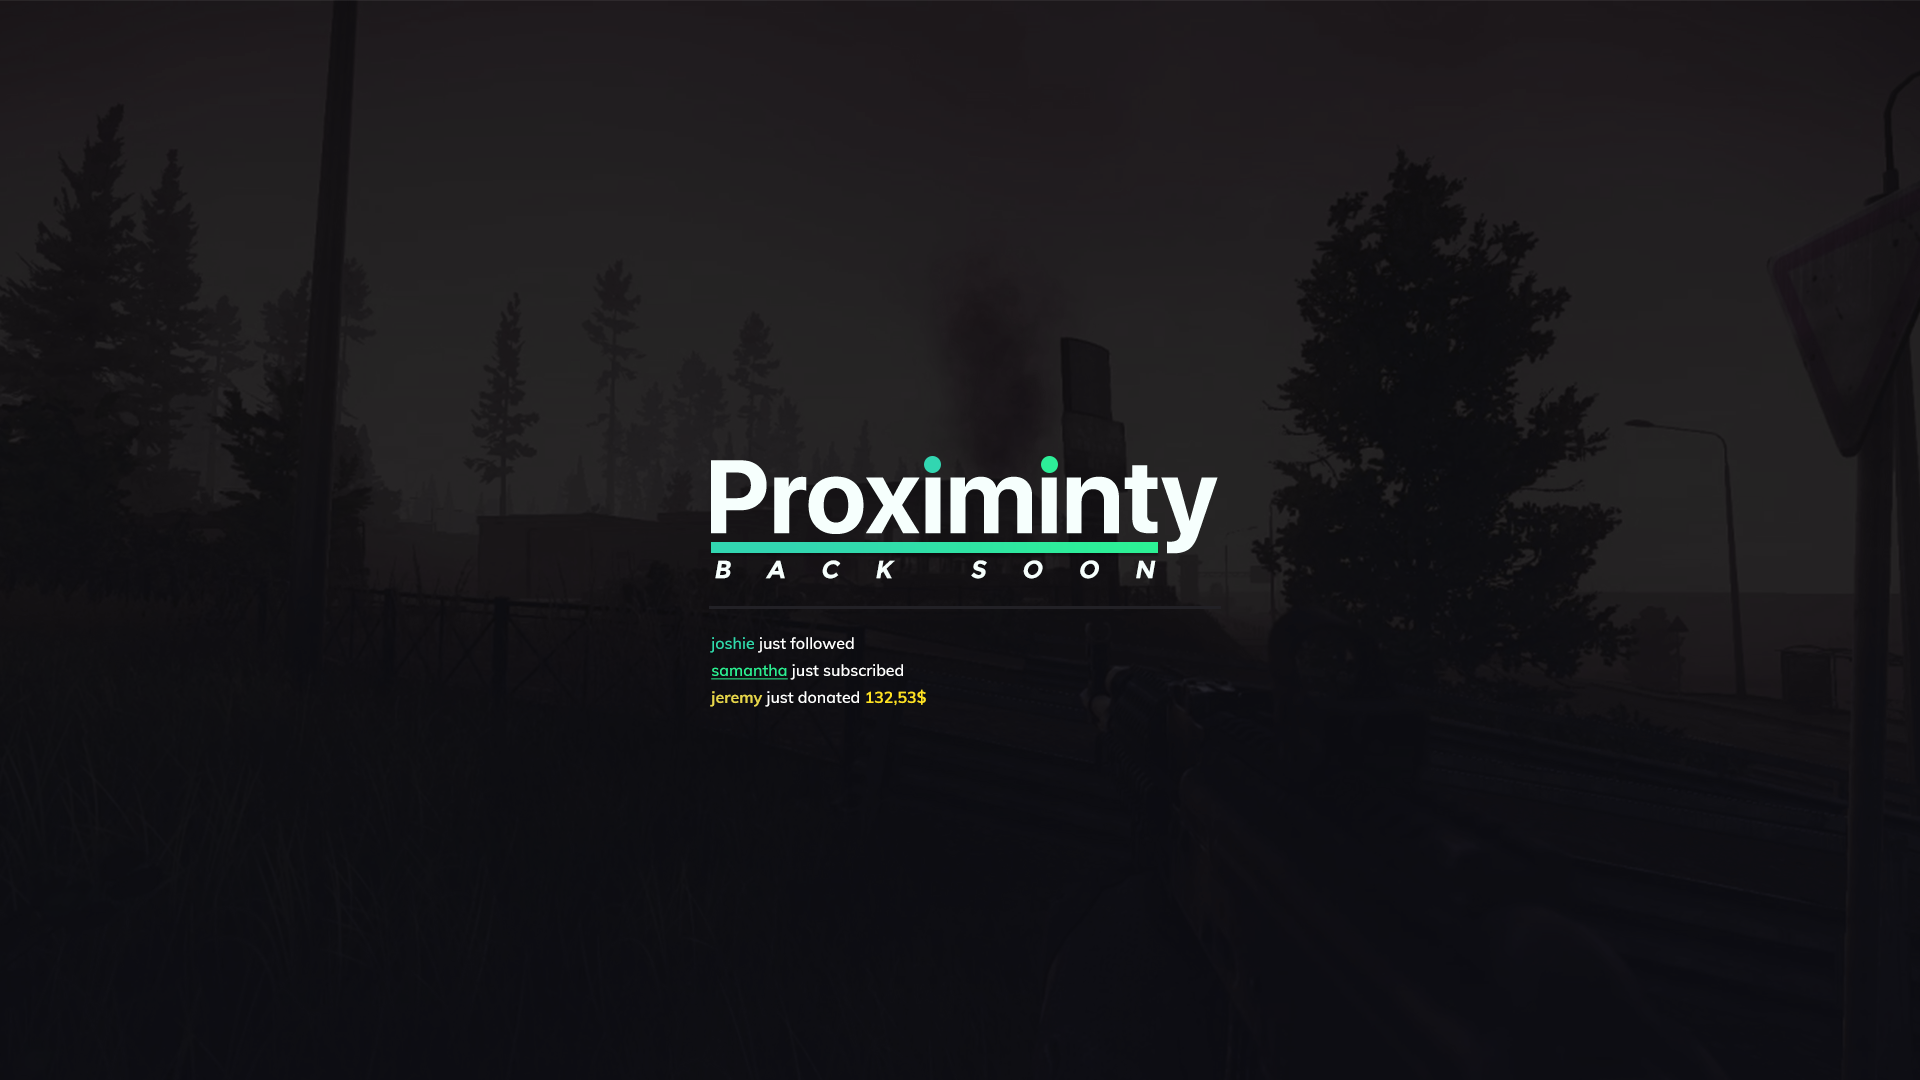 Proximinty
BACK SOON
joshie just followed
samantha just subscribed
jeremy just donated 132,53$